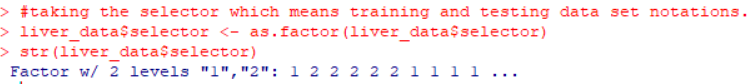 > #taking the selector which means training and testing data set notations.
> liver_data$selector <- as.factor(liver_data$selector)
> str(liver_data$selector)
 Factor w/ 2 levels "1","2": 1 2 2 2 2 2 1 1 1 1 ...